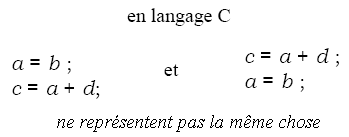 en langage C
a = b ;
c = a + d;
et
c = a + d ;
a = b ;
ne représentent pas la même chose